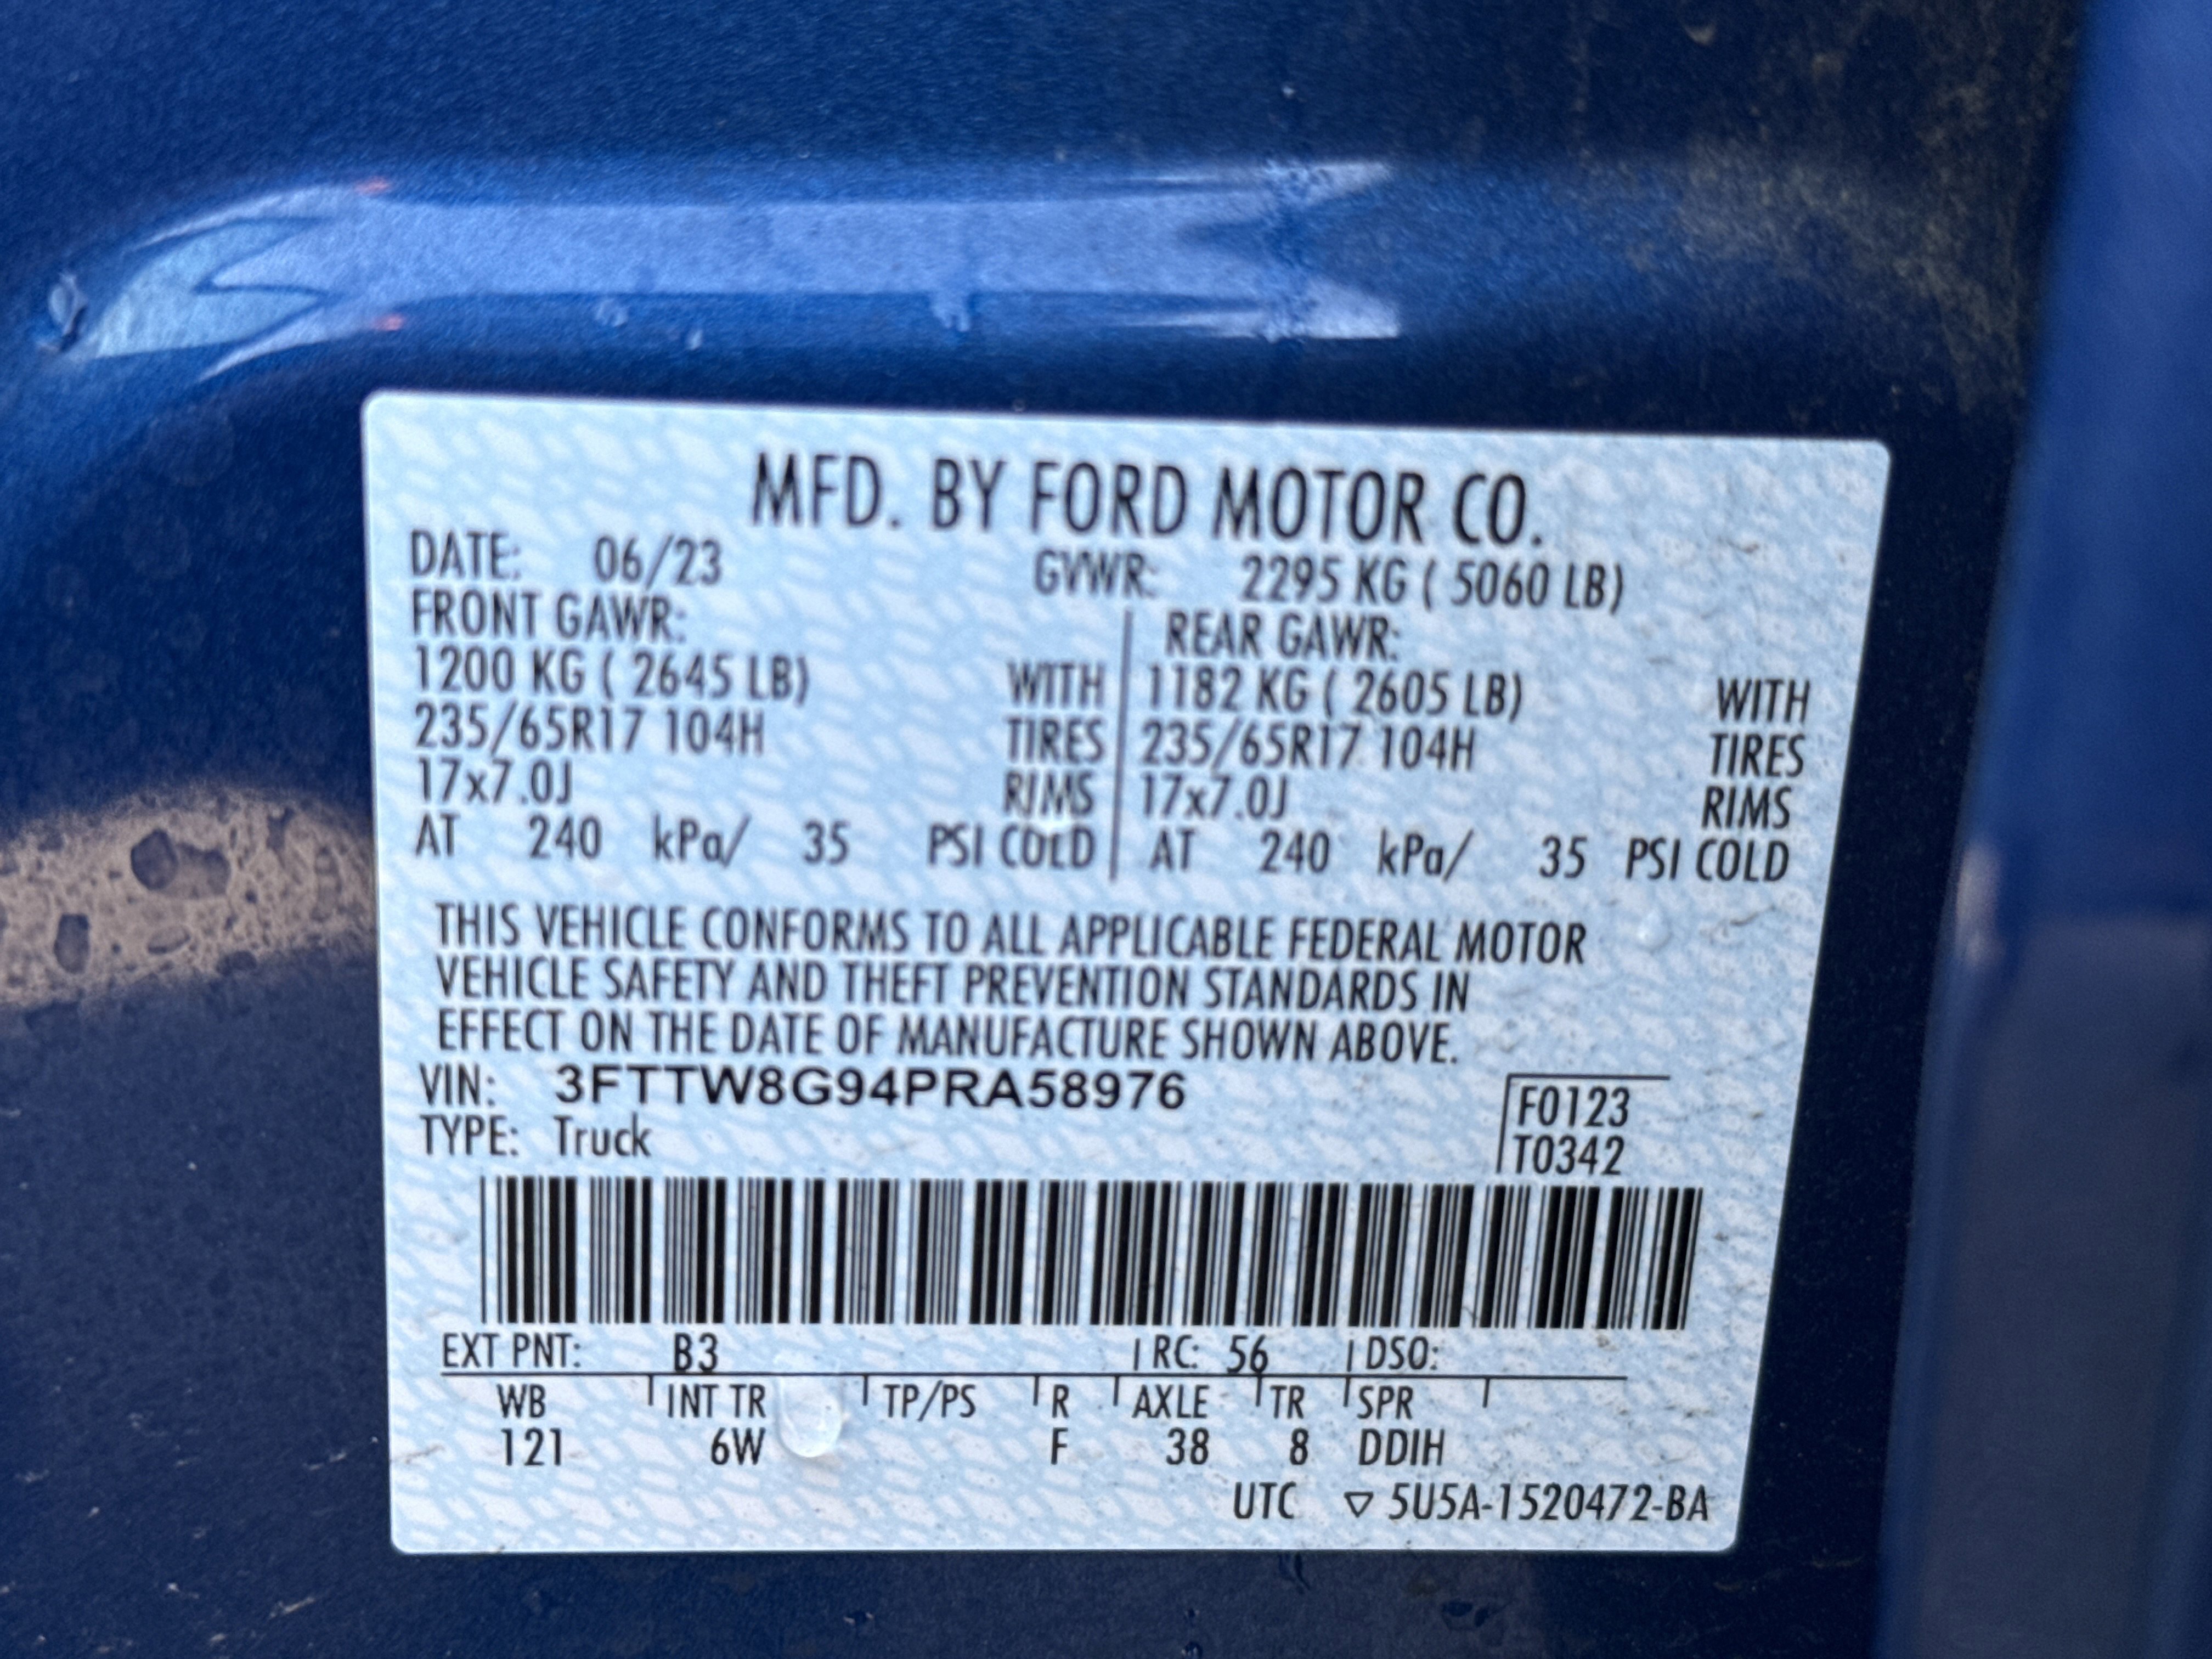 MFD. BY FORD MOTOR CO.
DATE: 06/23 GVWR: 2295 KG ( 5060 LB)
FRONT GAWR: REAR GAWR:
1200 KG ( 2645 LB) WITH 1182 KG ( 2605 LB) WITH
235/65R17 104H TIRES 235/65R17 104H TIRES
17x7.0J RIMS 17x7.0J RIMS
AT 240 kPa/ 35 PSI COLD AT 240 kPa/ 35 PSI COLD
THIS VEHICLE CONFORMS TO ALL APPLICABLE FEDERAL MOTOR
VEHICLE SAFETY AND THEFT PREVENTION STANDARDS IN
EFFECT ON THE DATE OF MANUFACTURE SHOWN ABOVE.
VIN: 3FTTW8G94PRA58976 F0123
TYPE: Truck T0342
EXT PNT: B3 RC: 56 DSO:
WB INT TR TP/PS R AXLE TR SPR
121 6W F 38 8 DDIH
UTC ▽ 5U5A-1520472-BA